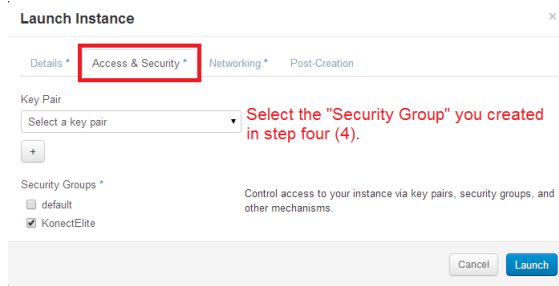 Launch Instance
×
Details * Access & Security * Networking * Post-Creation
Key Pair
Select a key pair
Select the "Security Group" you created
in step four (4).
+
Security Groups *
default
KonectElite
Control access to your instance via key pairs, security groups, and
other mechanisms.
Cancel Launch